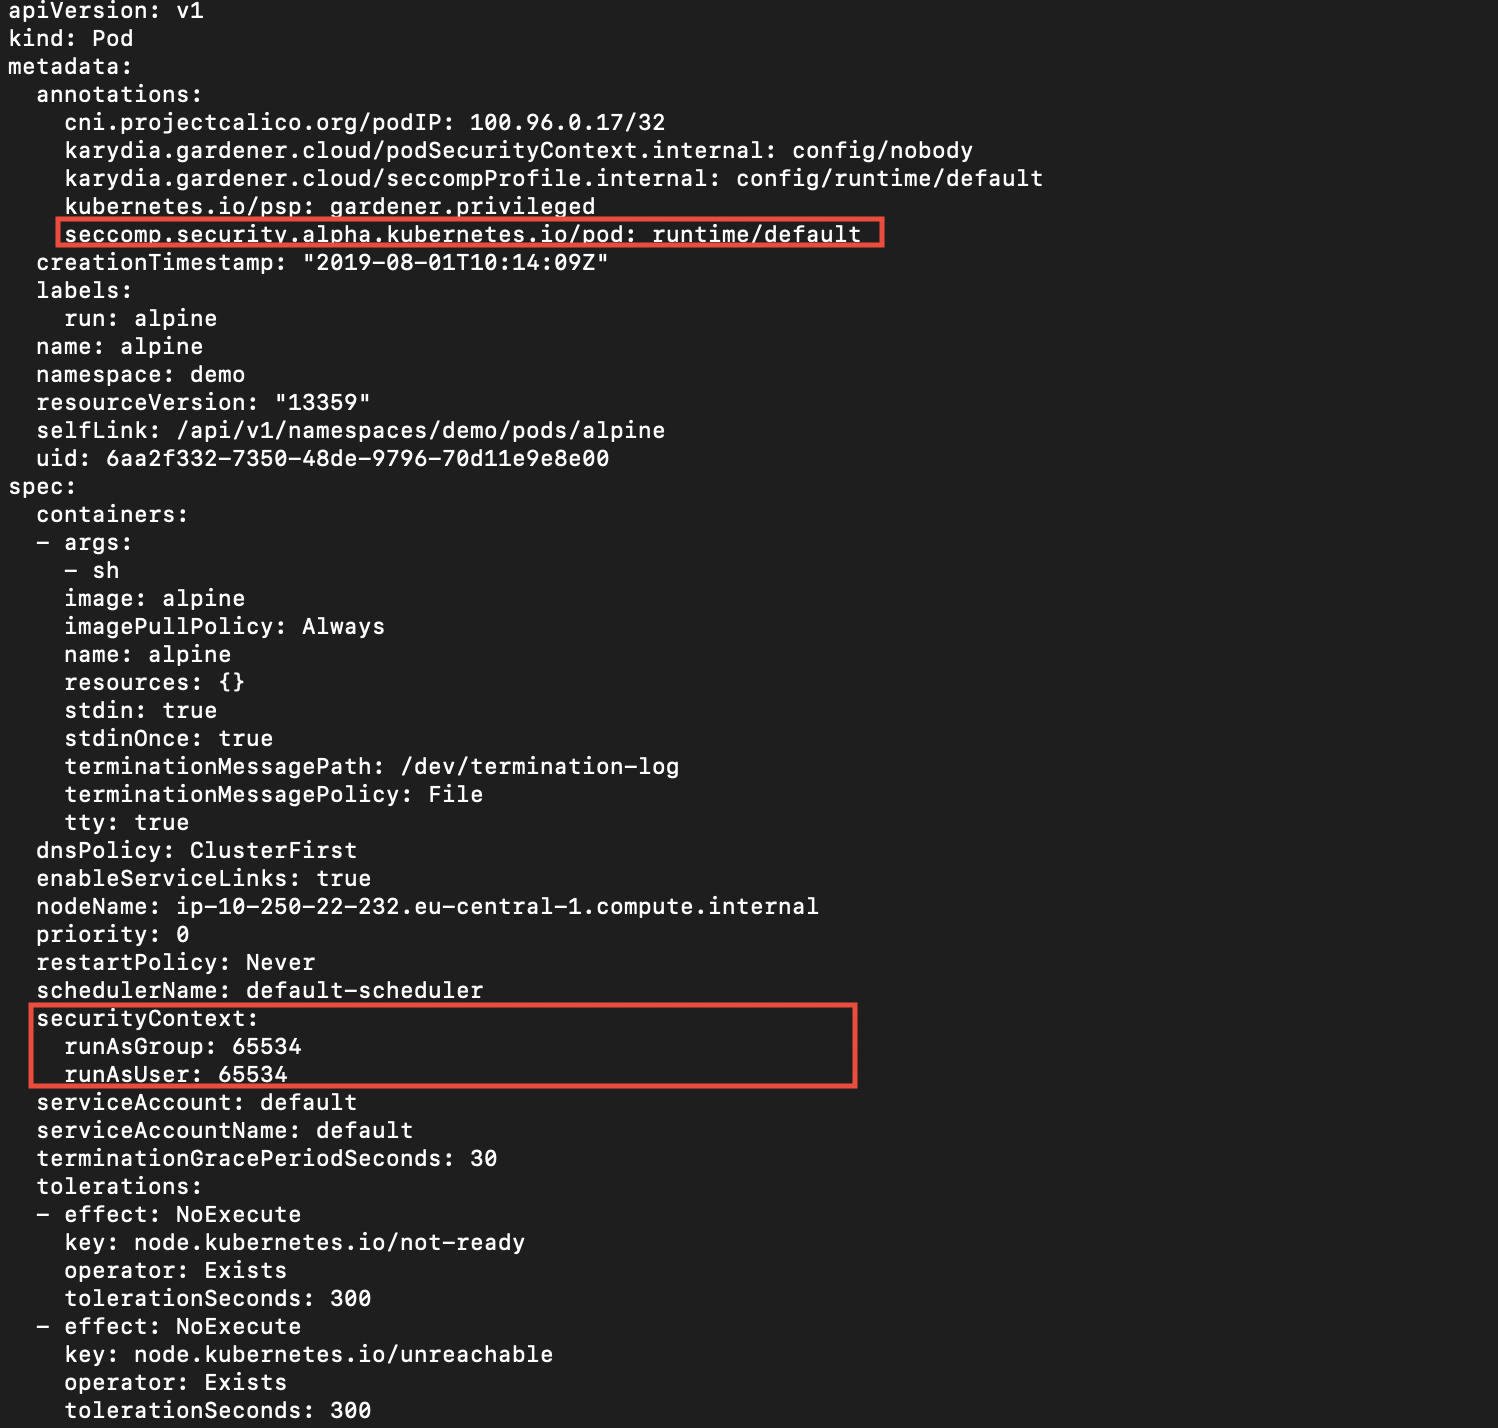 apiVersion: v1
kind: Pod
metadata:
  annotations:
    cni.projectcalico.org/podIP: 100.96.0.17/32
    karydia.gardener.cloud/podSecurityContext.internal: config/nobody
    karydia.gardener.cloud/seccompProfile.internal: config/runtime/default
    kubernetes.io/psp: gardener.privileged
    seccomp.security.alpha.kubernetes.io/pod: runtime/default
  creationTimestamp: "2019-08-01T10:14:09Z"
  labels:
    run: alpine
  name: alpine
  namespace: demo
  resourceVersion: "13359"
  selfLink: /api/v1/namespaces/demo/pods/alpine
  uid: 6aa2f332-7350-48de-9796-70d11e9e8e00
spec:
  containers:
  - args:
    - sh
    image: alpine
    imagePullPolicy: Always
    name: alpine
    resources: {}
    stdin: true
    stdinOnce: true
    terminationMessagePath: /dev/termination-log
    terminationMessagePolicy: File
    tty: true
  dnsPolicy: ClusterFirst
  enableServiceLinks: true
  nodeName: ip-10-250-22-232.eu-central-1.compute.internal
  priority: 0
  restartPolicy: Never
  schedulerName: default-scheduler
  securityContext:
    runAsGroup: 65534
    runAsUser: 65534
  serviceAccount: default
  serviceAccountName: default
  terminationGracePeriodSeconds: 30
  tolerations:
  - effect: NoExecute
    key: node.kubernetes.io/not-ready
    operator: Exists
    tolerationSeconds: 300
  - effect: NoExecute
    key: node.kubernetes.io/unreachable
    operator: Exists
    tolerationSeconds: 300